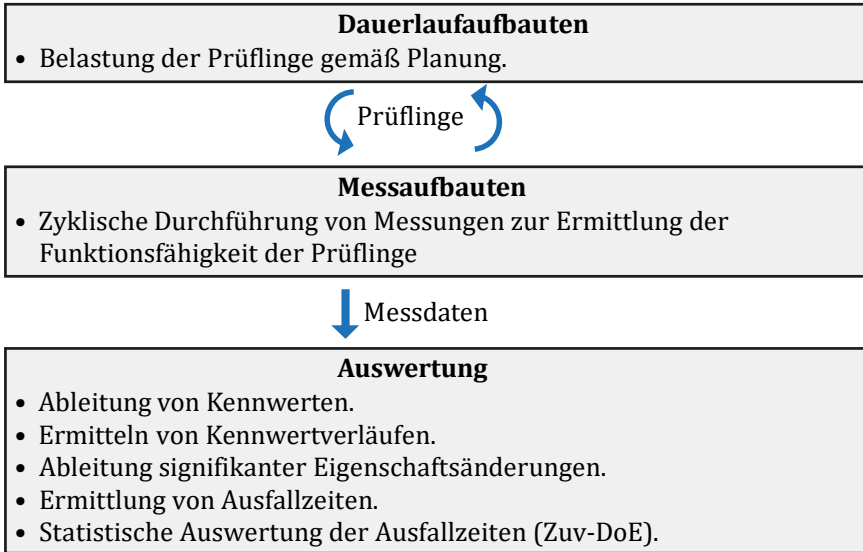 Dauerlaufaufbauten
• Belastung der Prüflinge gemäß Planung.
Prüflinge
Messaufbauten
• Zyklische Durchführung von Messungen zur Ermittlung der
Funktionsfähigkeit der Prüflinge
Messdaten
Auswertung
• Ableitung von Kennwerten.
• Ermitteln von Kennwertverläufen.
• Ableitung signifikanter Eigenschaftsänderungen.
• Ermittlung von Ausfallzeiten.
• Statistische Auswertung der Ausfallzeiten (Zuv-DoE).